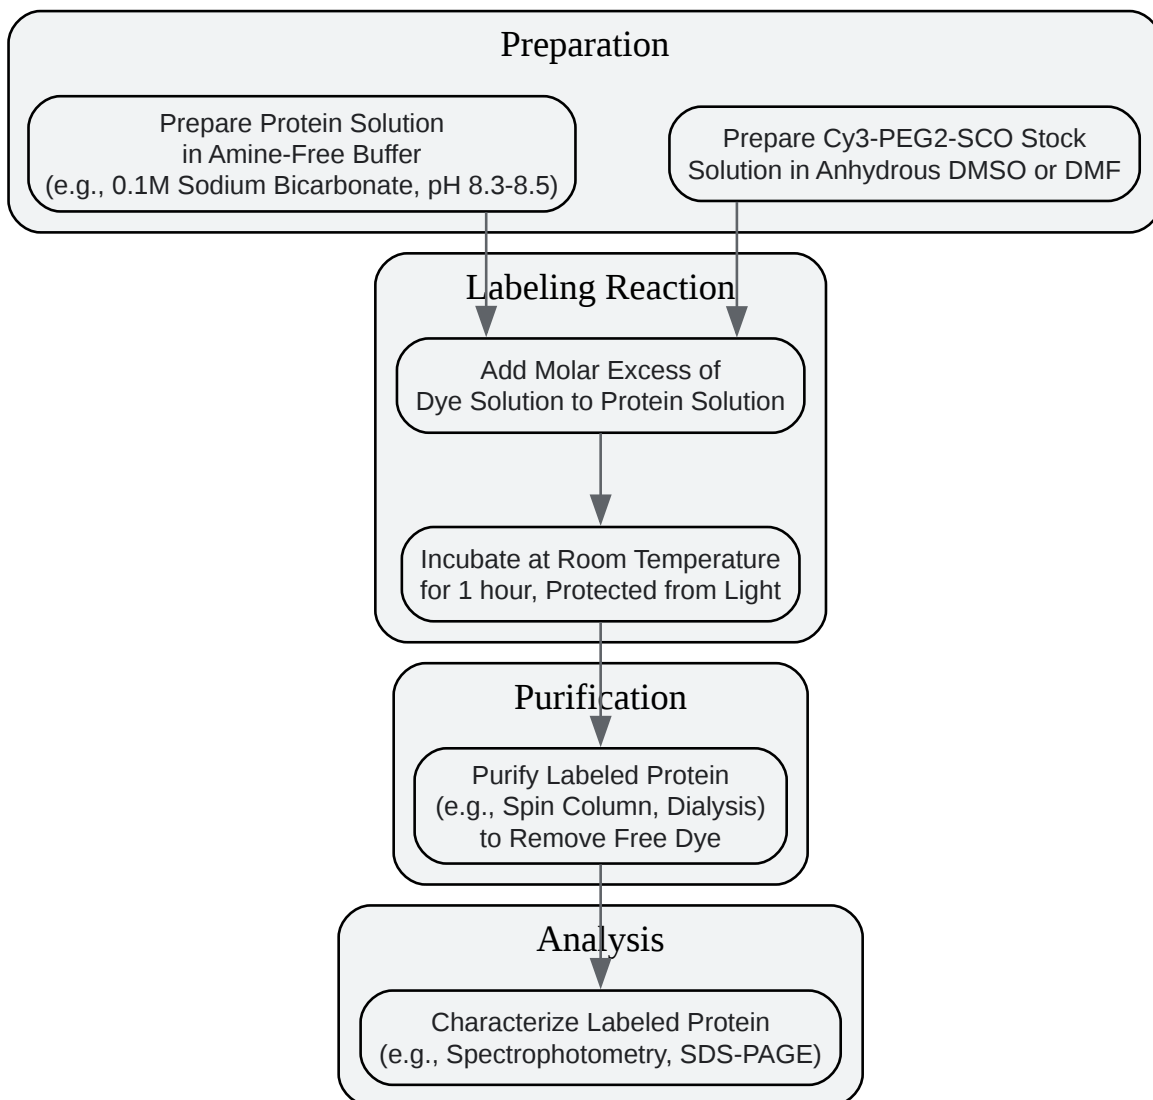 Preparation
Prepare Protein Solution
in Amine-Free Buffer
(e.g., 0.1M Sodium Bicarbonate, pH 8.3-8.5)
Prepare Cy3-PEG2-SCO Stock
Solution in Anhydrous DMSO or DMF
Labeling Reaction
Add Molar Excess of
Dye Solution to Protein Solution
Incubate at Room Temperature
for 1 hour, Protected from Light
Purification
Purify Labeled Protein
(e.g., Spin Column, Dialysis)
to Remove Free Dye
Analysis
Characterize Labeled Protein
(e.g., Spectrophotometry, SDS-PAGE)